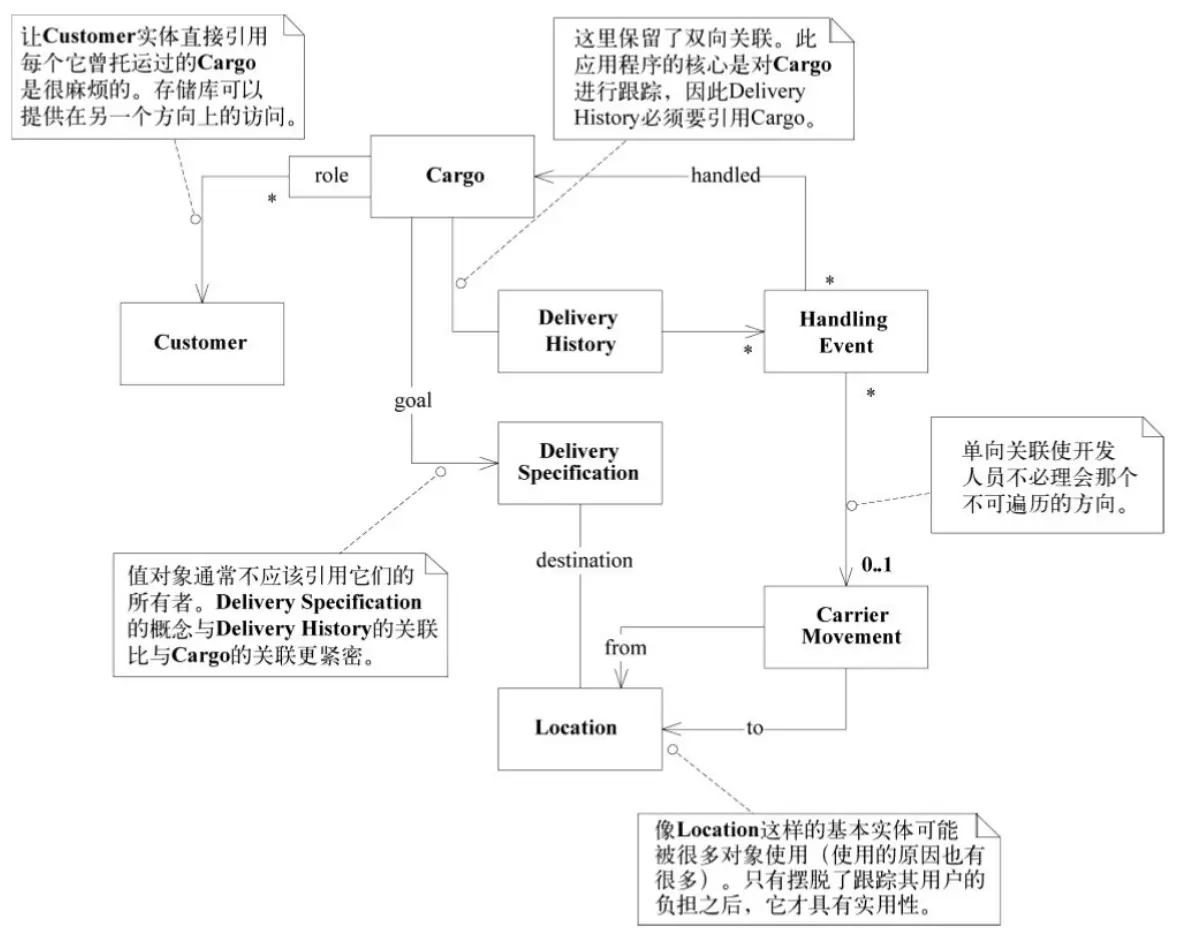 让Customer实体直接引用
每个它曾托运过的Cargo
是很麻烦的。存储库可以
提供在另一个方向上的访问。
这里保留了双向关联。此
应用程序的核心是对Cargo
进行跟踪，因此Delivery
History必须要引用Cargo。
role
Cargo
handled
*
*
Customer
Delivery
History
*
Handling
Event
*
goal
Delivery
Specification
单向关联使开发
人员不必理会那个
不可遍历的方向。
destination
0..1
值对象通常不应该引用它们的
所有者。Delivery Specification
的概念与Delivery History的关联
比与Cargo的关联更紧密。
Carrier
Movement
from
Location
to
像Location这样的基本实体可能
被很多对象使用（使用的原因也有
很多）。只有摆脱了跟踪其用户的
负担之后，它才具有实用性。